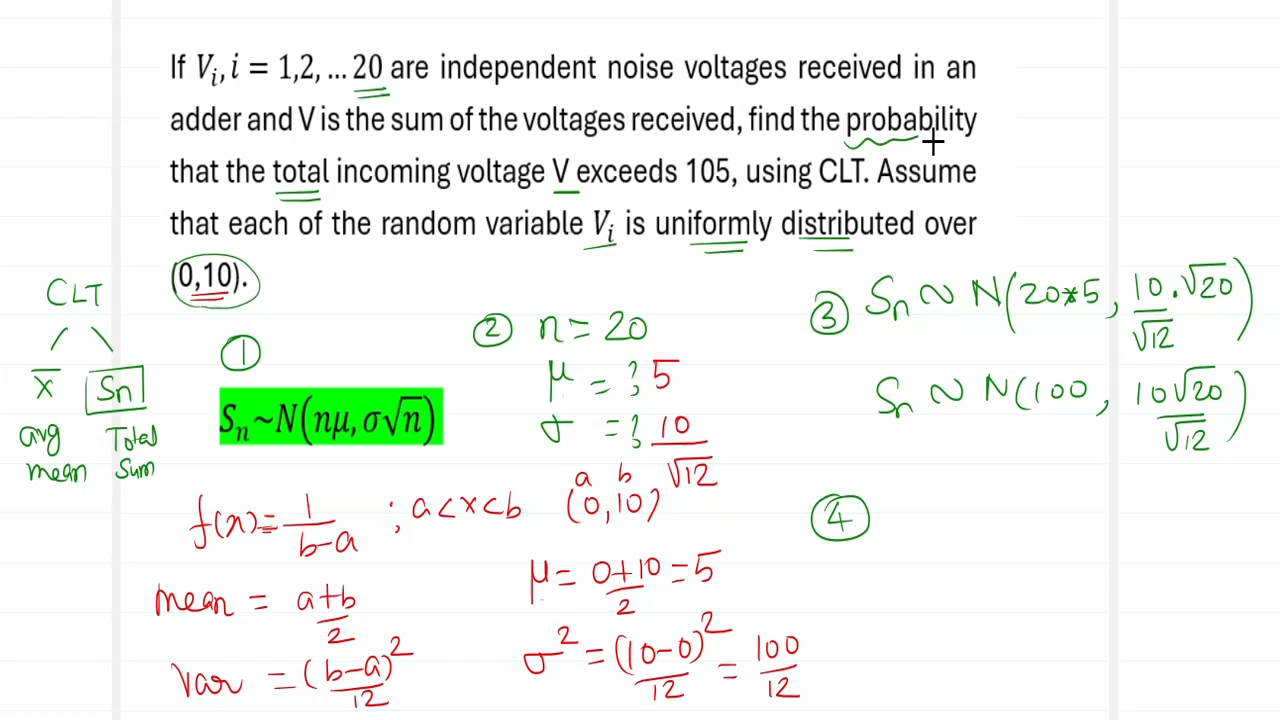 If Vᵢ, i = 1,2, … 20 are independent noise voltages received in an
adder and V is the sum of the voltages received, find the probability
that the total incoming voltage V exceeds 105, using CLT. Assume
that each of the random variable Vᵢ is uniformly distributed over
(0,10).
CLT
X̅ Sn
avg Total
mean Sum
①
Sₙ~N(nμ, σ√n)
f(x) = 1/(b-a) ; a<x<b
mean = (a+b)/2
var = (b-a)²/12
② n = 20
μ = ? 5
σ = ? 10/√12
a b
(0,10)
μ = (0+10)/2 = 5
σ² = (10-0)²/12 = 100/12
③ Sn ~ N(20*5, 10/√12 . √20)
Sn ~ N(100, 10√20/√12)
④